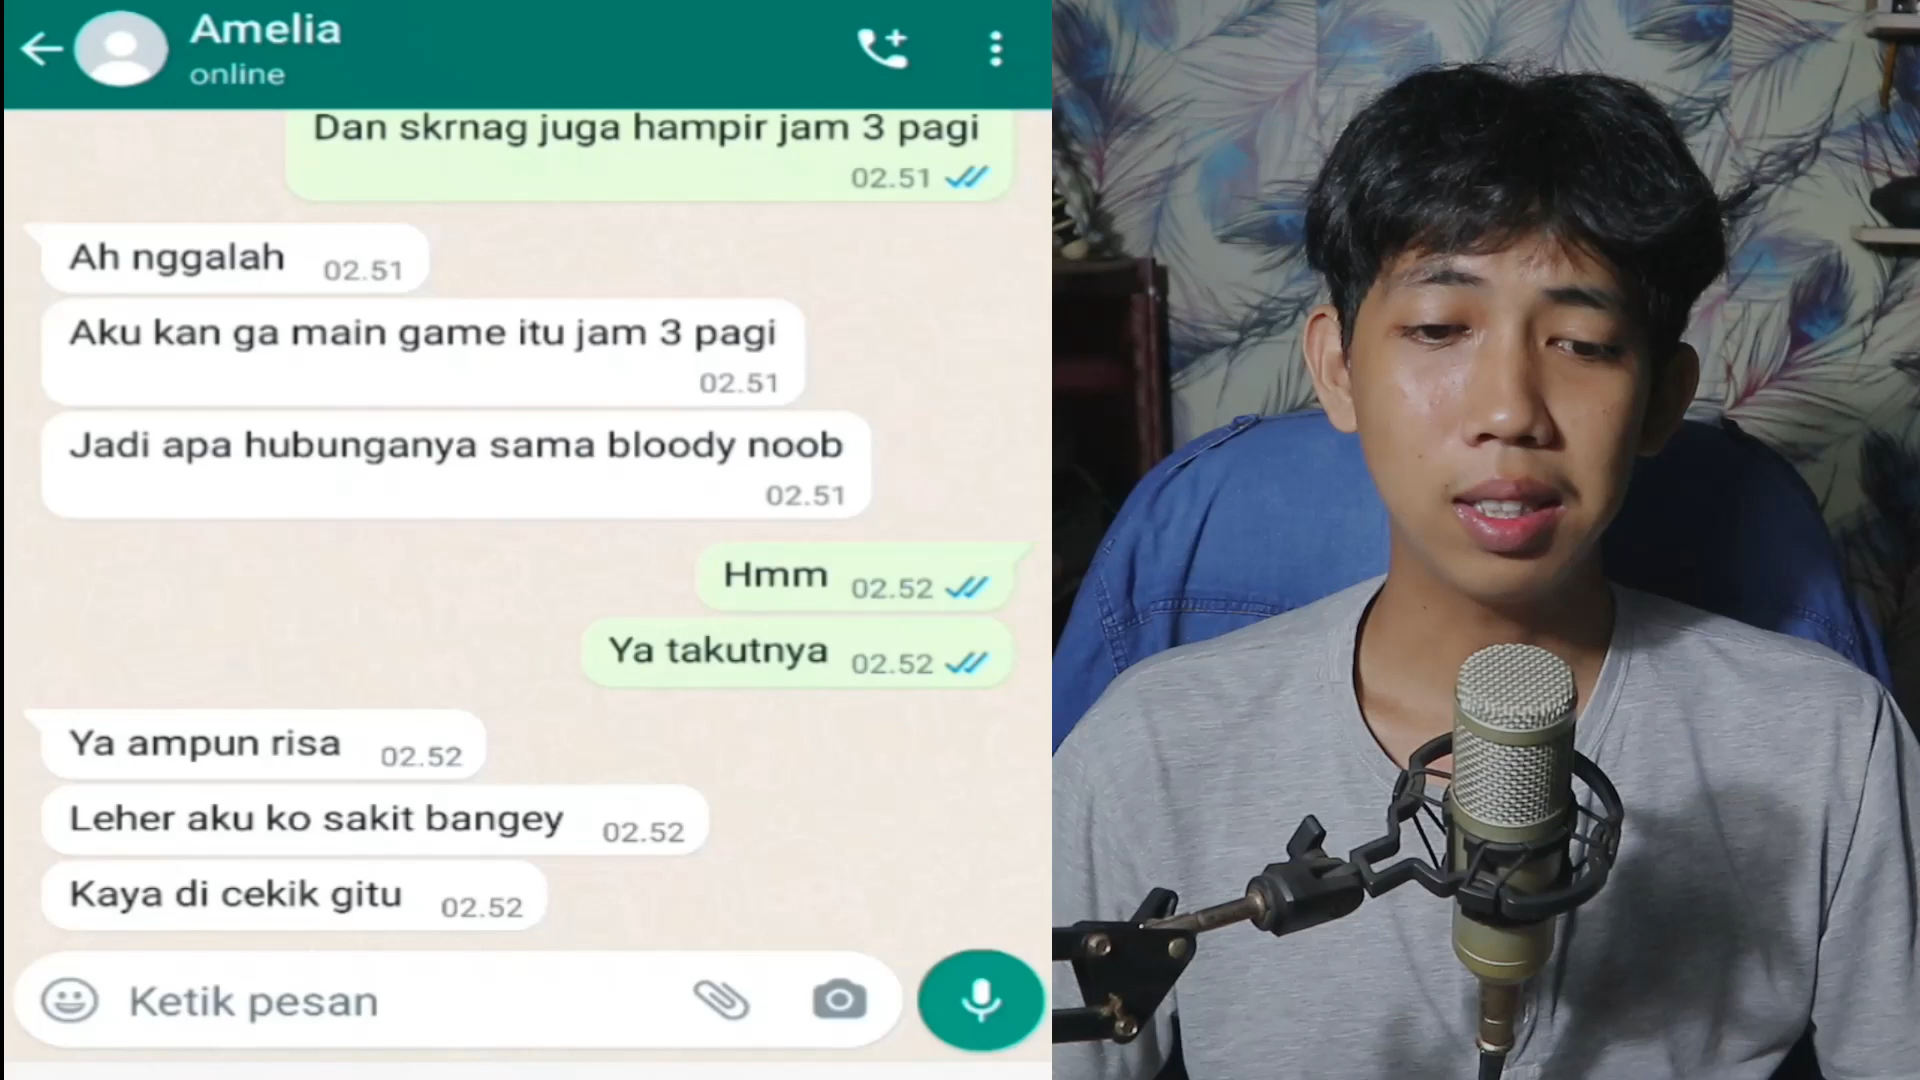 Amelia
online
Dan skrnag juga hampir jam 3 pagi
02.51
Ah nggalah 02.51
Aku kan ga main game itu jam 3 pagi
02.51
Jadi apa hubunganya sama bloody noob
02.51
Hmm 02.52
Ya takutnya 02.52
Ya ampun risa 02.52
Leher aku ko sakit bangey 02.52
Kaya di cekik gitu 02.52
Ketik pesan